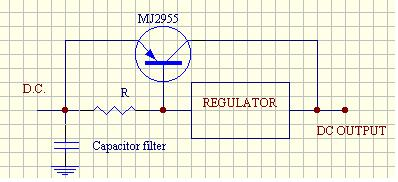 MJ2955
D.C.
R
REGULATOR
DC OUTPUT
Capacitor filter